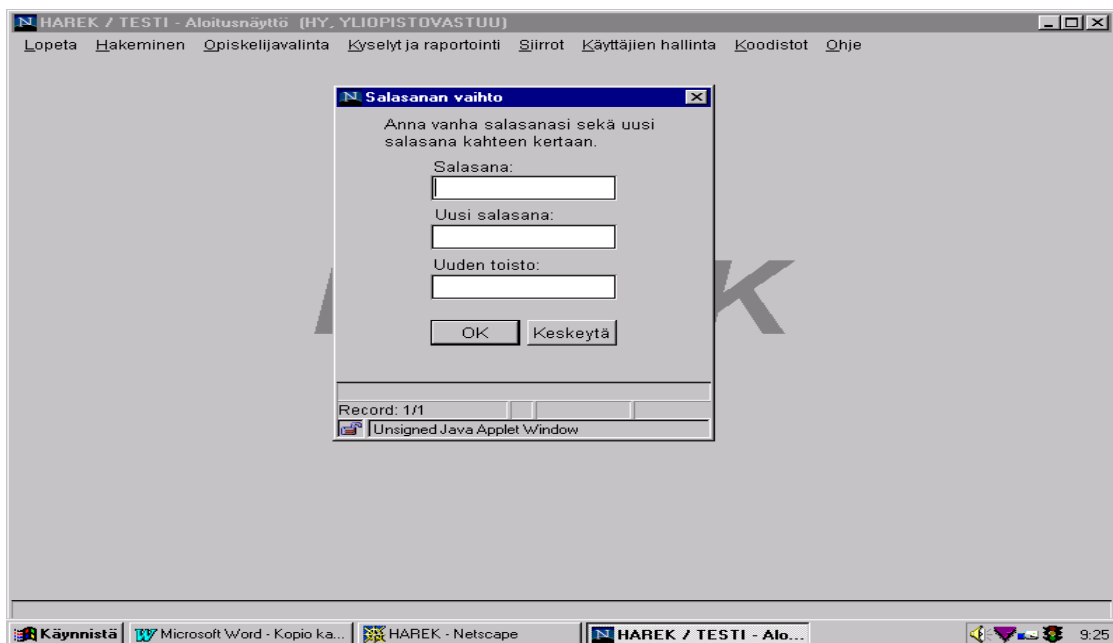 HAREK / TESTI - Aloitusnäyttö (HY, YLIOPISTOVASTUU)
Lopeta Hakeminen Opiskelijavalinta Kyselyt ja raportointi Siirrot Käyttäjien hallinta Koodistot Ohje
Salasanan vaihto
Anna vanha salasanasi sekä uusi
salasana kahteen kertaan.
Salasana:
Uusi salasana:
Uuden toisto:
OK Keskeytä
K
Record: 1/1
Unsigned Java Applet Window
Käynnistä Microsoft Word - Kopio ka... HAREK - Netscape HAREK / TESTI - Alo... 9:25